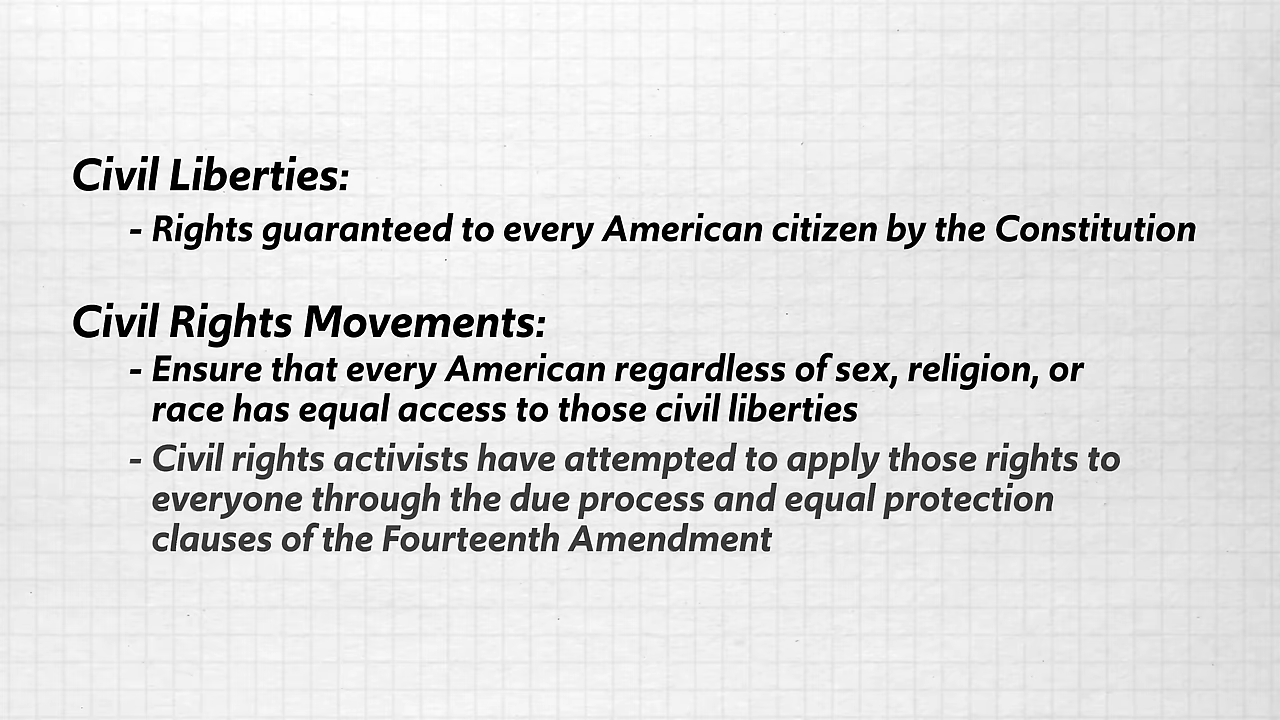 Civil Liberties:
- Rights guaranteed to every American citizen by the Constitution
Civil Rights Movements:
- Ensure that every American regardless of sex, religion, or
race has equal access to those civil liberties
- Civil rights activists have attempted to apply those rights to
everyone through the due process and equal protection
clauses of the Fourteenth Amendment